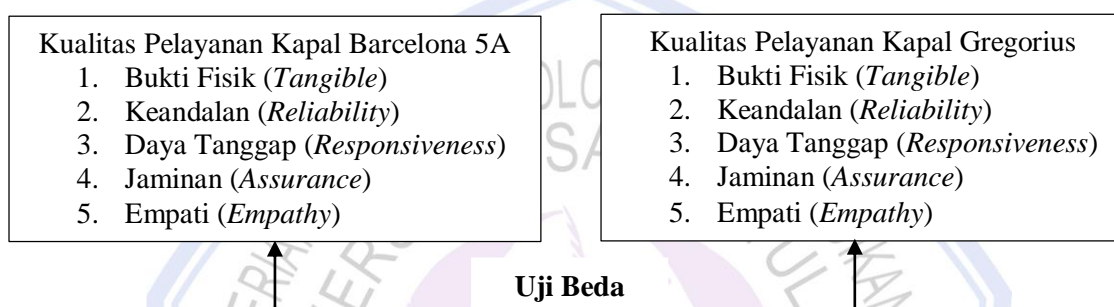 Kualitas Pelayanan Kapal Barcelona 5A
1. Bukti Fisik (Tangible)
2. Keandalan (Reliability)
3. Daya Tanggap (Responsiveness)
4. Jaminan (Assurance)
5. Empati (Empathy)
Kualitas Pelayanan Kapal Gregorius
1. Bukti Fisik (Tangible)
2. Keandalan (Reliability)
3. Daya Tanggap (Responsiveness)
4. Jaminan (Assurance)
5. Empati (Empathy)
Uji Beda